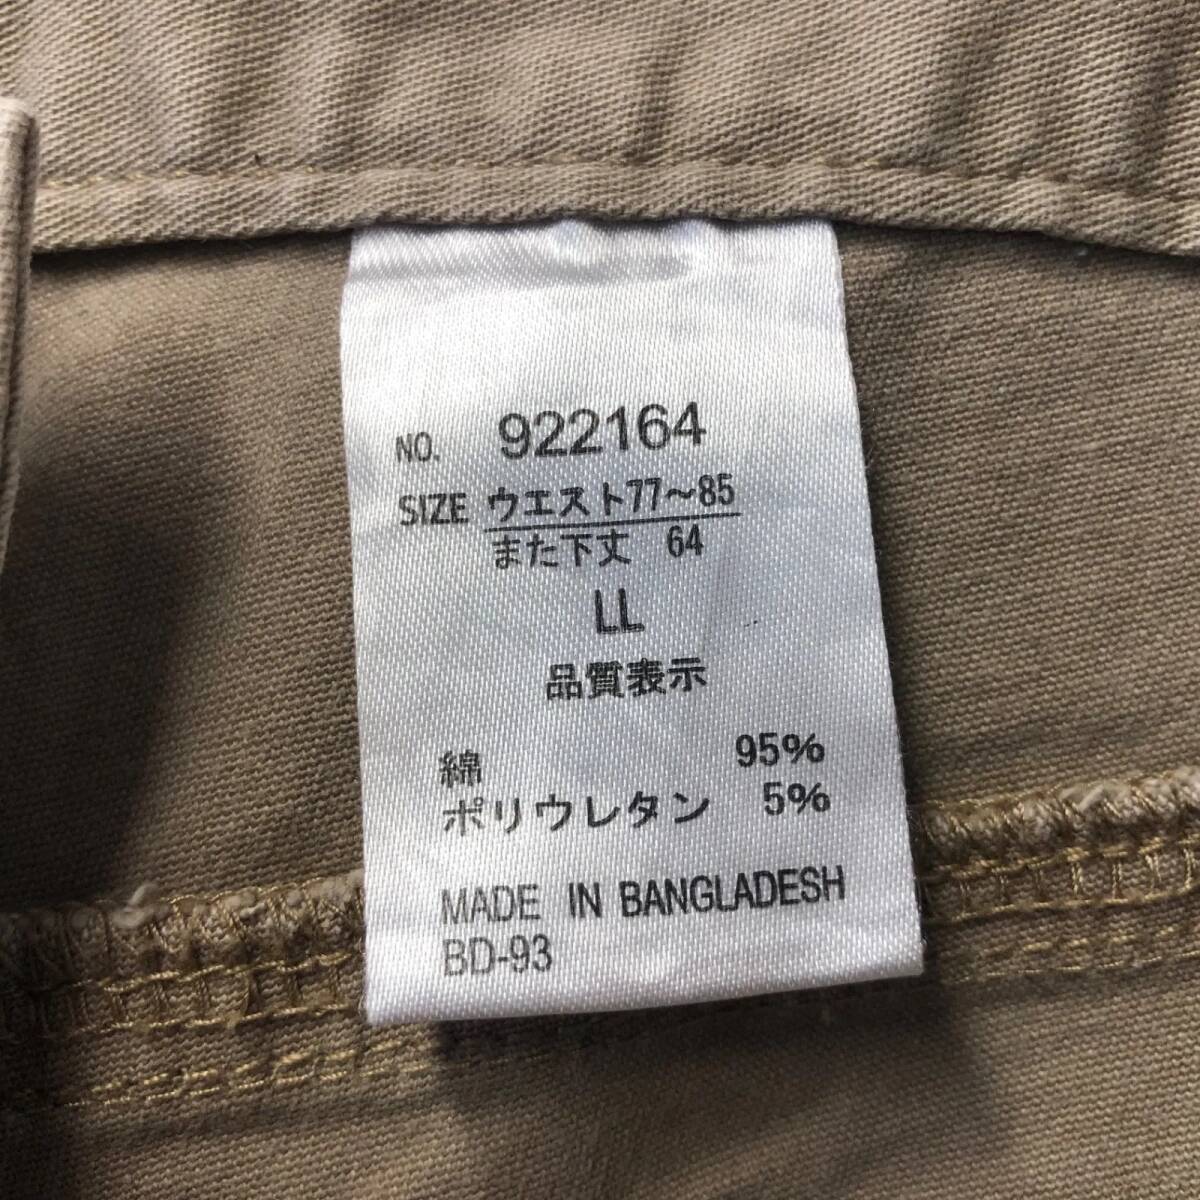 NO. 922164
SIZE ウエスト77～85
また下丈 64
LL
品質表示
綿 95%
ポリウレタン 5%
MADE IN BANGLADESH
BD-93